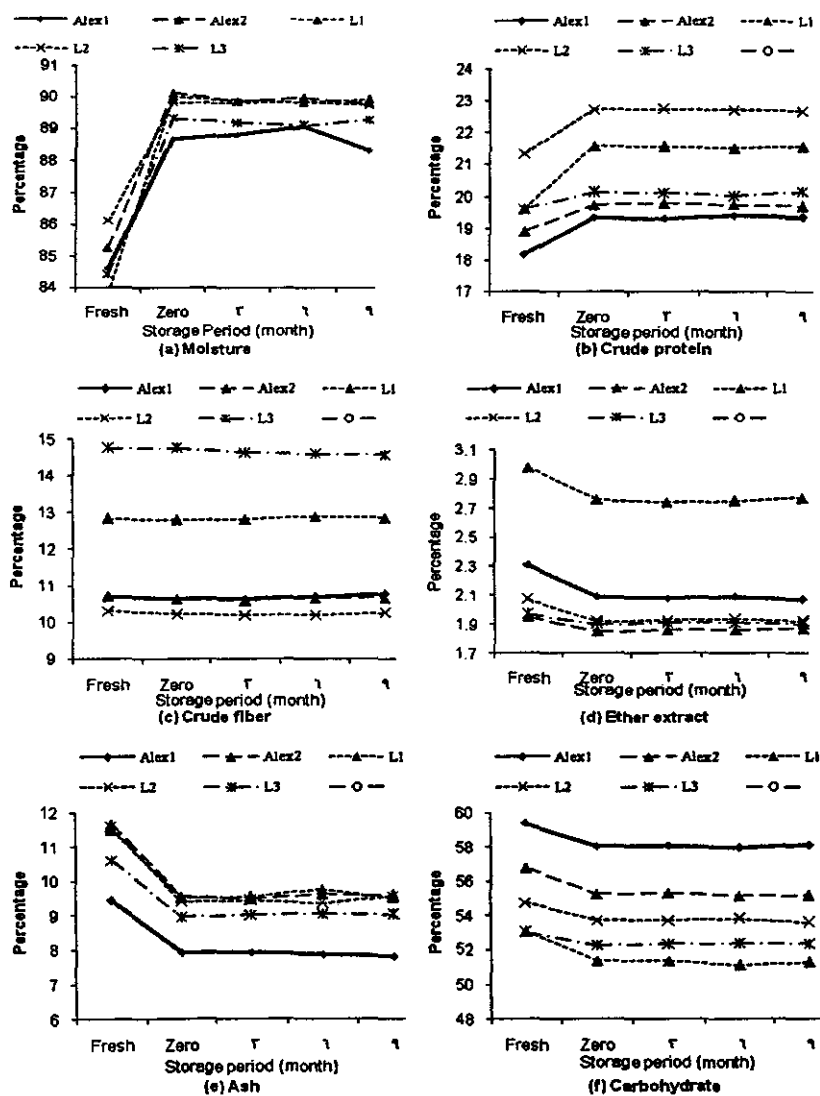 Alex1 Alex2 L1
L2 L3
Percentage
91
90
89
88
87
86
85
84
Fresh Zero ٣ ٦ ٩
Storage Period (month)
(a) Moisture
Alex1 Alex2 L1
L2 L3 O
Percentage
24
23
22
21
20
19
18
17
Fresh Zero ٣ ٦ ٩
Storage period (month)
(b) Crude protein
Alex1 Alex2 L1
L2 L3 O
Percentage
15
14
13
12
11
10
9
Fresh Zero ٣ ٦ ٩
Storage period (month)
(c) Crude fiber
Alex1 Alex2 L1
L2 L3 O
Percentage
3.1
2.9
2.7
2.5
2.3
2.1
1.9
1.7
Fresh Zero ٣ ٦ ٩
Storage period (month)
(d) Ether extract
Alex1 Alex2 L1
L2 L3 O
Percentage
12
11
10
9
8
7
6
Fresh Zero ٣ ٦ ٩
Storage period (month)
(e) Ash
Alex1 Alex2 L1
L2 L3 O
Percentage
60
58
56
54
52
50
48
Fresh Zero ٣ ٦ ٩
Storage period (month)
(f) Carbohydrate